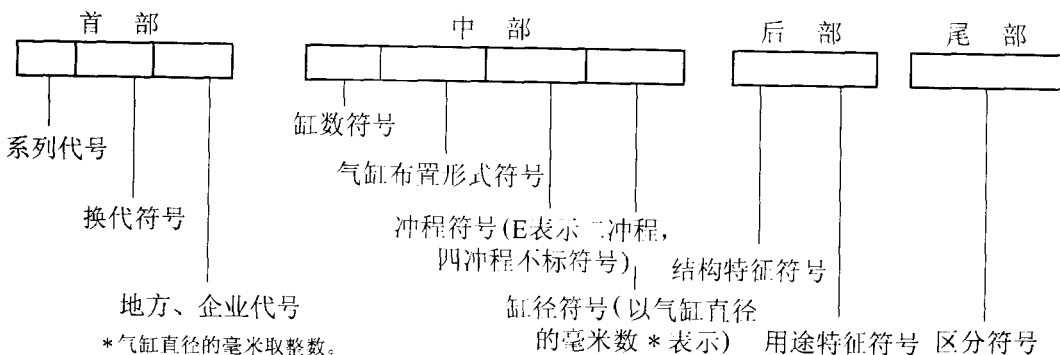 首 部
中 部
后 部
尾 部
系列代号
换代符号
地方、企业代号
*气缸直径的毫米取整数。
缸数符号
气缸布置形式符号
冲程符号(E表示二冲程,
四冲程不标符号)
缸径符号(以气缸直径
的毫米数*表示)
结构特征符号
用途特征符号
区分符号